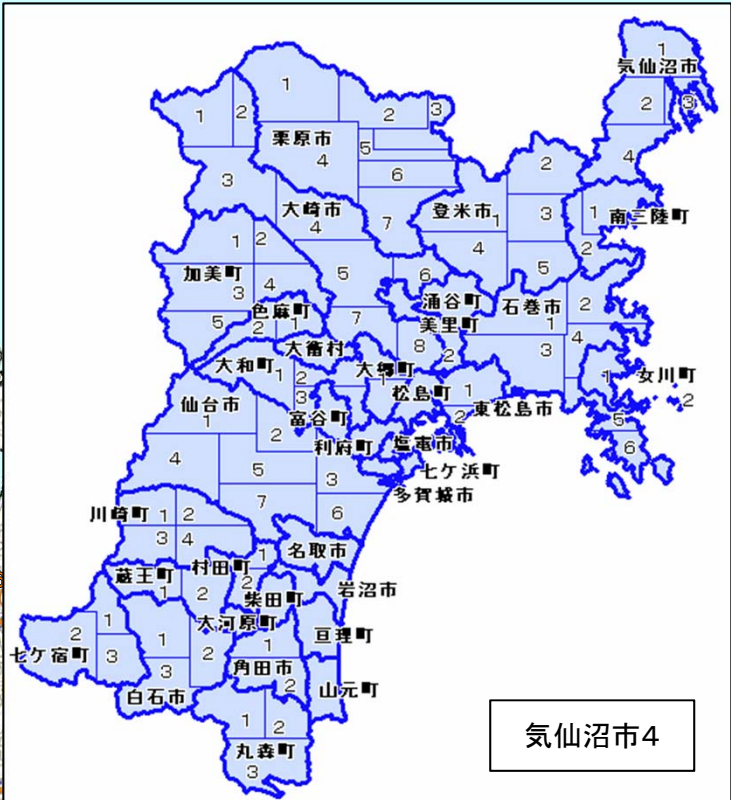 1
気仙沼市
1
2
3
1
2
3
2
栗原市
5
4
4
2
6
3
大崎市
登米市
1
3
1
南三陸町
4
7
1
2
4
2
加美町
5
6
5
3
4
涌谷町
石巻市
2
色麻町
7
美里町
1
5
2
1
4
大衡村
8
3
大和町
1
2
大郷町
2
1
女川町
1
3
松島町
1
2
仙台市
富谷町
2
東松島市
1
2
利府町
塩竈市
5
4
5
3
七ケ浜町
6
7
多賀城市
川崎町
1
2
6
3
4
1
名取市
蔵王町
村田町
1
2
2
柴田町
岩沼市
1
大河原町
2
1
亘理町
七ケ宿町
3
2
1
3
角田市
白石市
2
山元町
1
2
気仙沼市4
丸森町
3